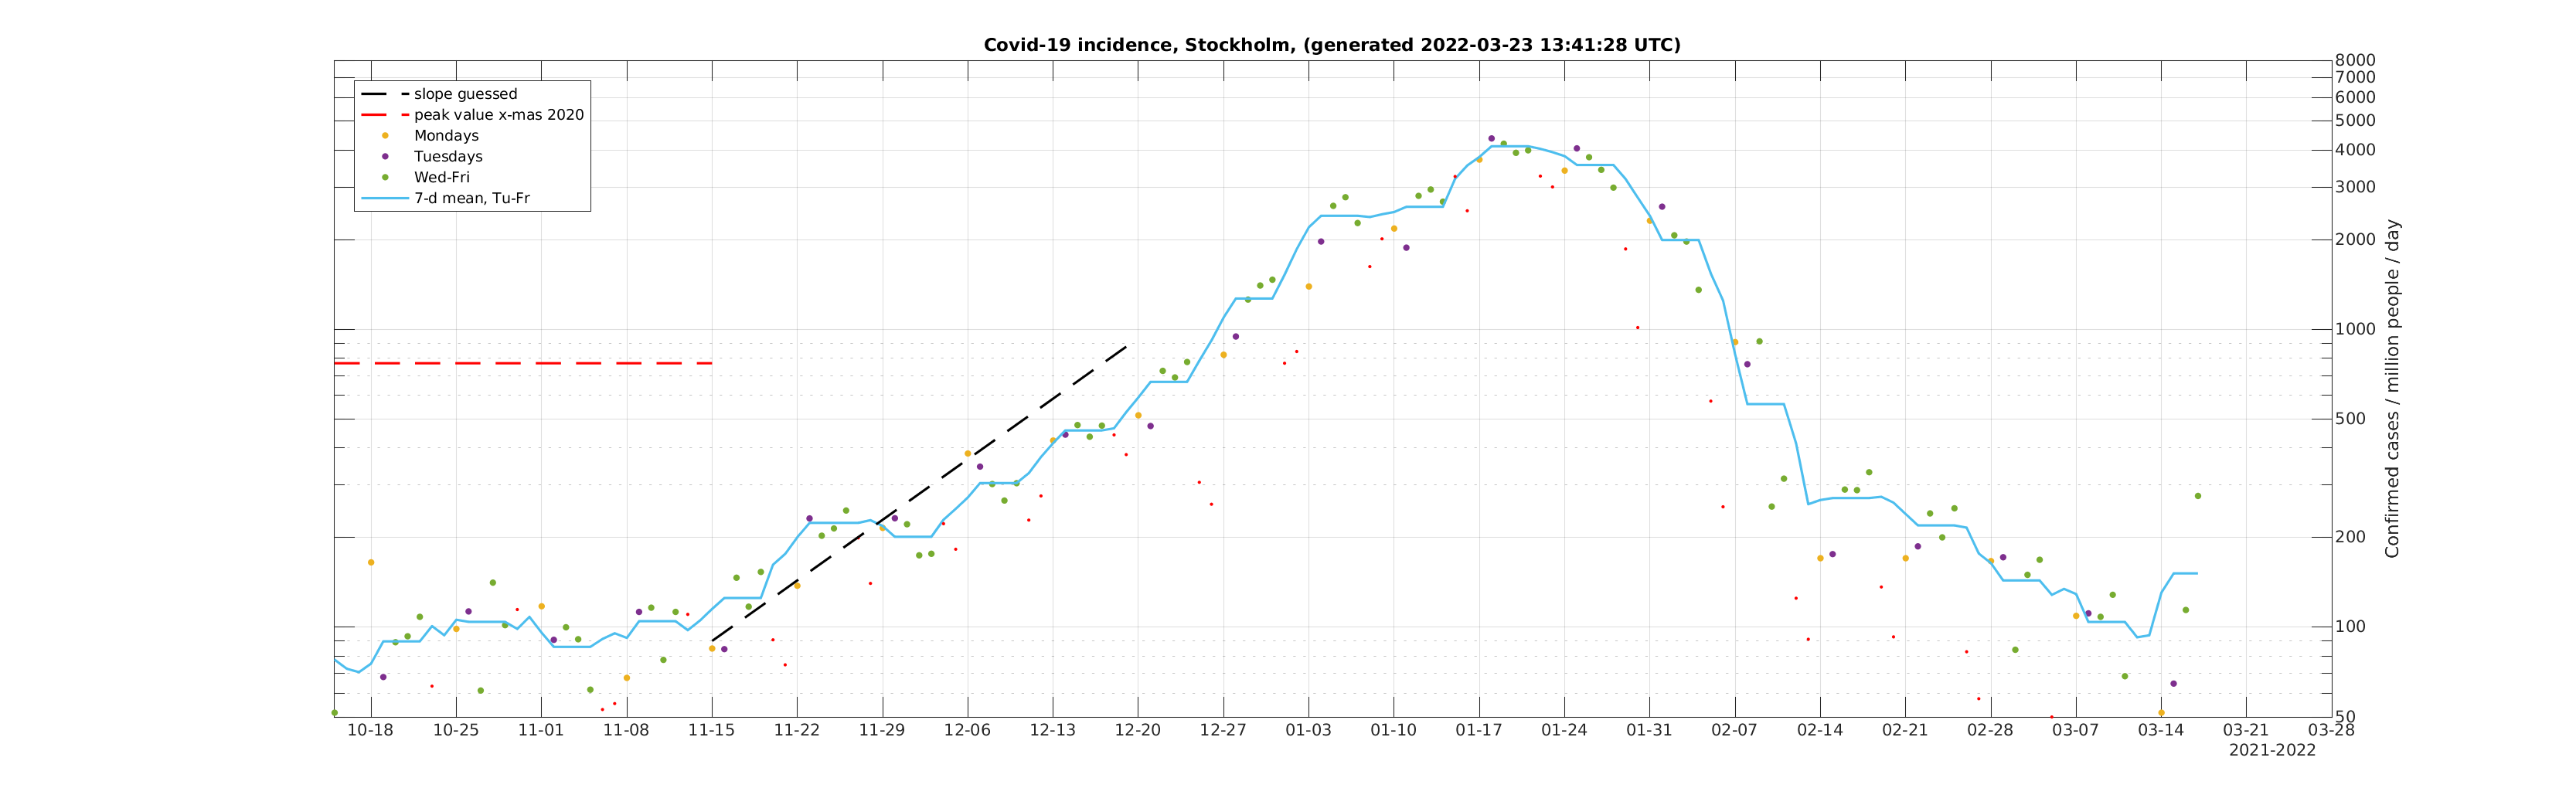 Covid-19 incidence, Stockholm, (generated 2022-03-23 13:41:28 UTC)
slope guessed
peak value x-mas 2020
Mondays
Tuesdays
Wed-Fri
7-d mean, Tu-Fr
8000
7000
6000
5000
4000
3000
2000
1000
500
200
100
50
Confirmed cases / million people / day
10-18 10-25 11-01 11-08 11-15 11-22 11-29 12-06 12-13 12-20 12-27 01-03 01-10 01-17 01-24 01-31 02-07 02-14 02-21 02-28 03-07 03-14 03-21 03-28
2021-2022